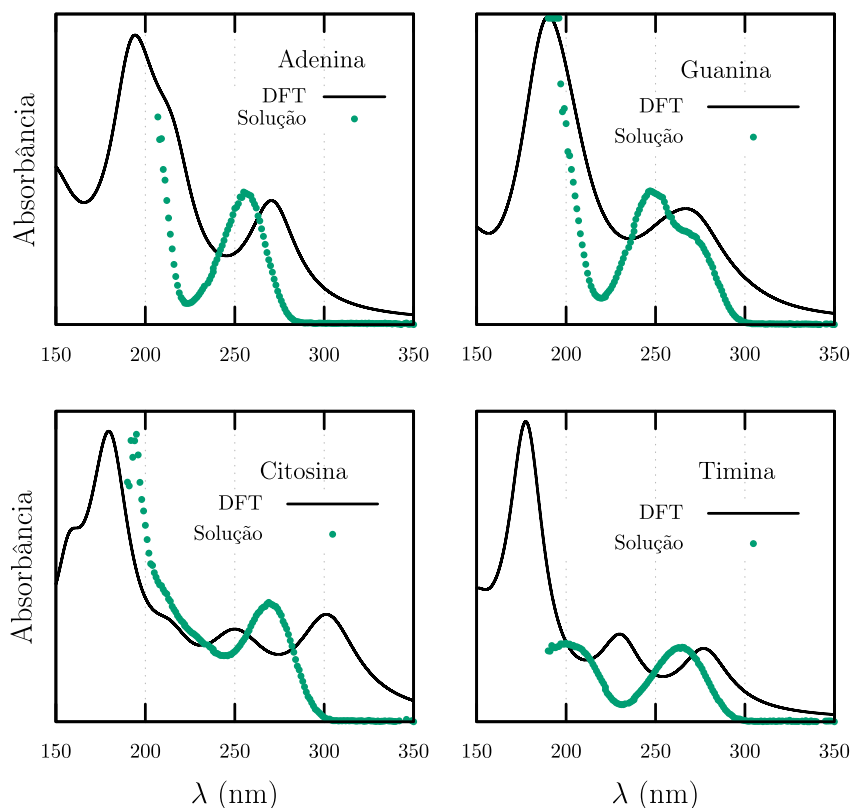 Absorbância
Adenina
DFT
Solução
150 200 250 300 350
Guanina
DFT
Solução
150 200 250 300 350
Absorbância
Citosina
DFT
Solução
150 200 250 300 350
λ (nm)
Timina
DFT
Solução
150 200 250 300 350
λ (nm)